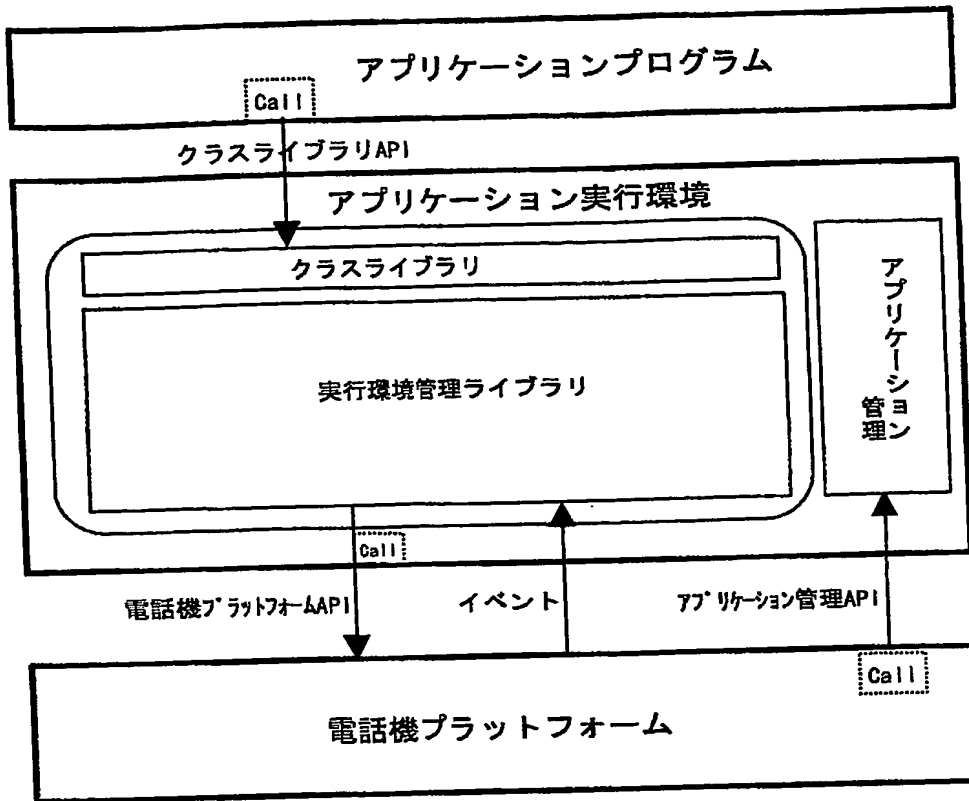 アプリケーションプログラム
Call
クラスライブラリAPI
アプリケーション実行環境
クラスライブラリ
実行環境管理ライブラリ
アプリケーション
管理
Call
電話機プラットフォームAPI
イベント
アプリケーション管理API
Call
電話機プラットフォーム